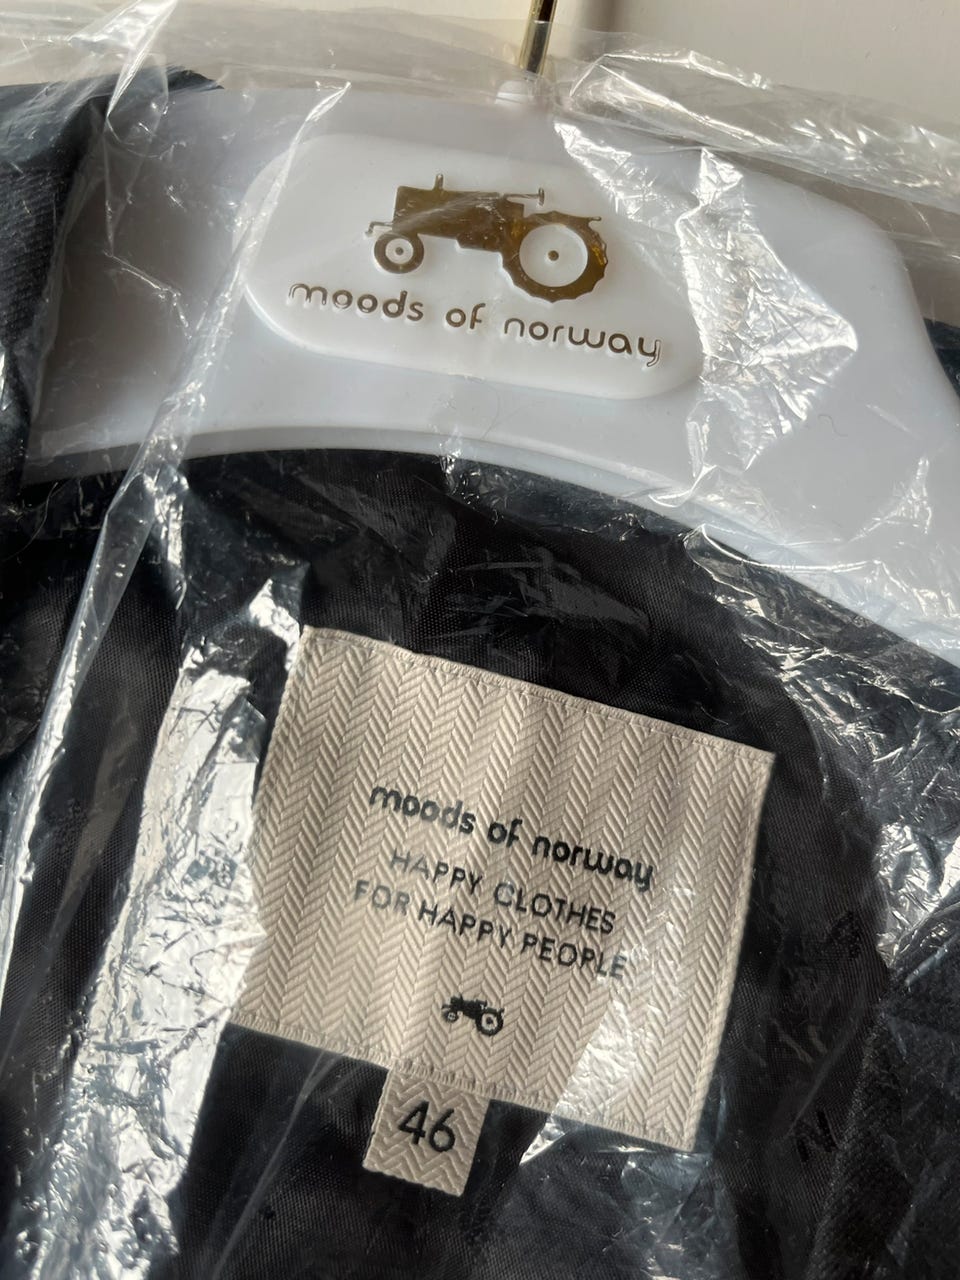 moods of norway
moods of norway
HAPPY CLOTHES
FOR HAPPY PEOPLE
46